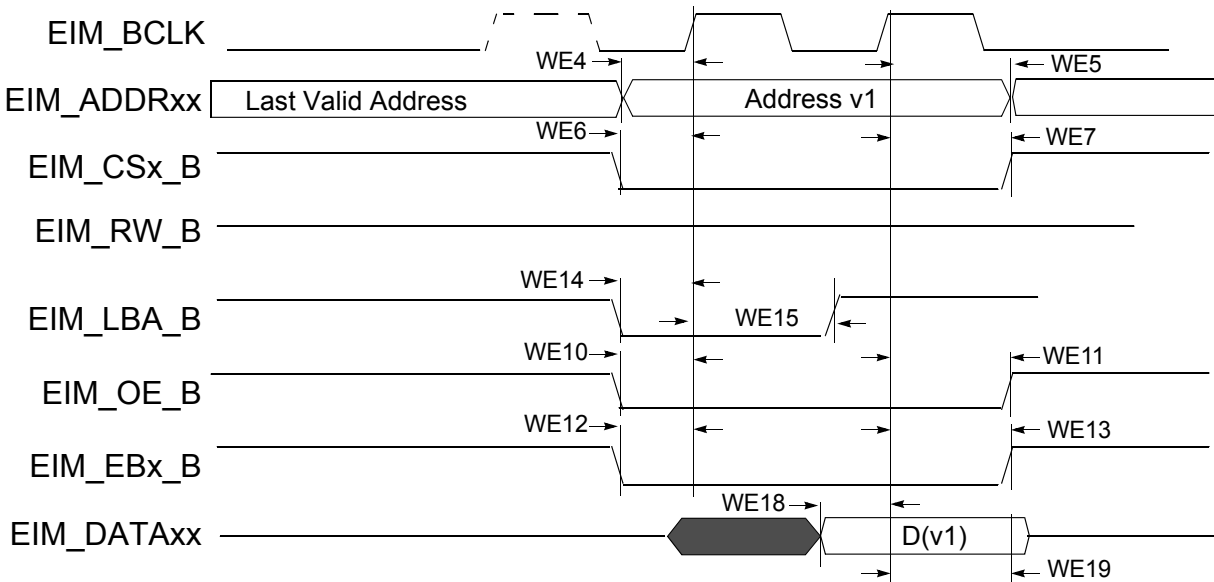 EIM_BCLK
WE4
WE5
EIM_ADDRxx
Last Valid Address
Address v1
WE6
WE7
EIM_CSx_B
EIM_RW_B
WE14
EIM_LBA_B
WE15
WE10
WE11
EIM_OE_B
WE12
WE13
EIM_EBx_B
WE18
EIM_DATAxx
D(v1)
WE19